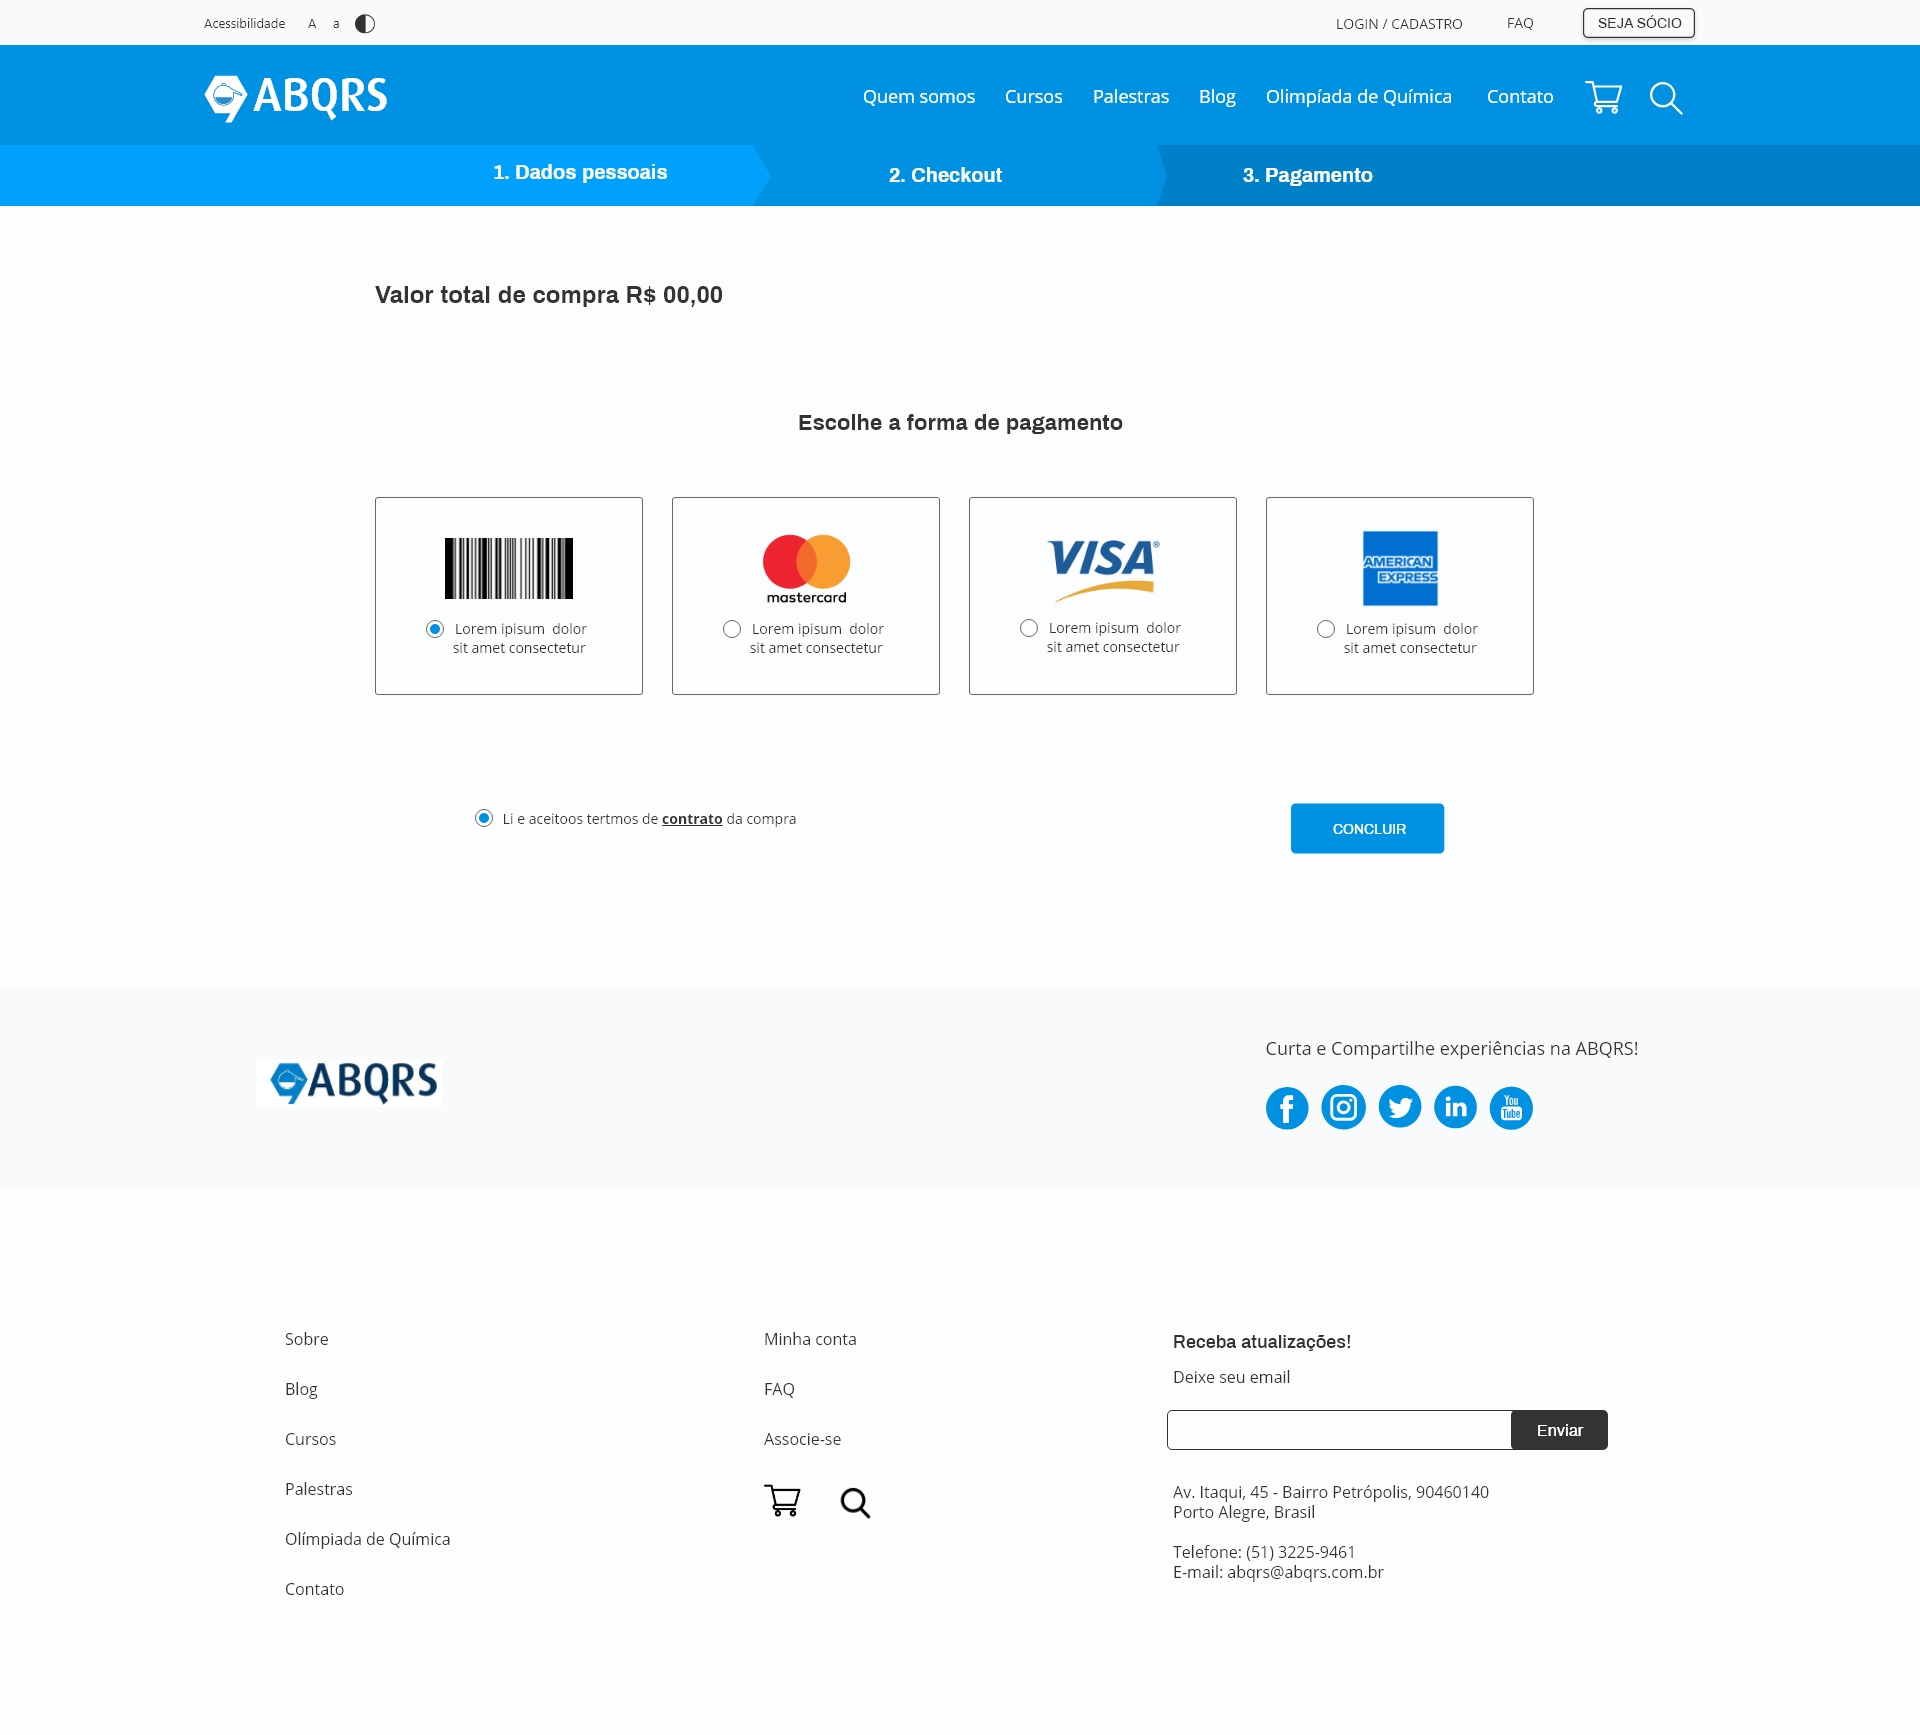 Acessibilidade A a
LOGIN / CADASTRO FAQ SEJA SÓCIO
ABQRS
Quem somos Cursos Palestras Blog Olimpíada de Química Contato
1. Dados pessoais 2. Checkout 3. Pagamento
Valor total de compra R$ 00,00
Escolhe a forma de pagamento
Lorem ipisum dolor
sit amet consectetur
mastercard
Lorem ipisum dolor
sit amet consectetur
VISA®
Lorem ipisum dolor
sit amet consectetur
AMERICAN
EXPRESS
Lorem ipisum dolor
sit amet consectetur
Li e aceitoos tertmos de contrato da compra
CONCLUIR
ABQRS
Curta e Compartilhe experiências na ABQRS!
f in You
Tube
Sobre
Blog
Cursos
Palestras
Olímpiada de Química
Contato
Minha conta
FAQ
Associe-se
Receba atualizações!
Deixe seu email
Enviar
Av. Itaqui, 45 - Bairro Petrópolis, 90460140
Porto Alegre, Brasil
Telefone: (51) 3225-9461
E-mail: abqrs@abqrs.com.br